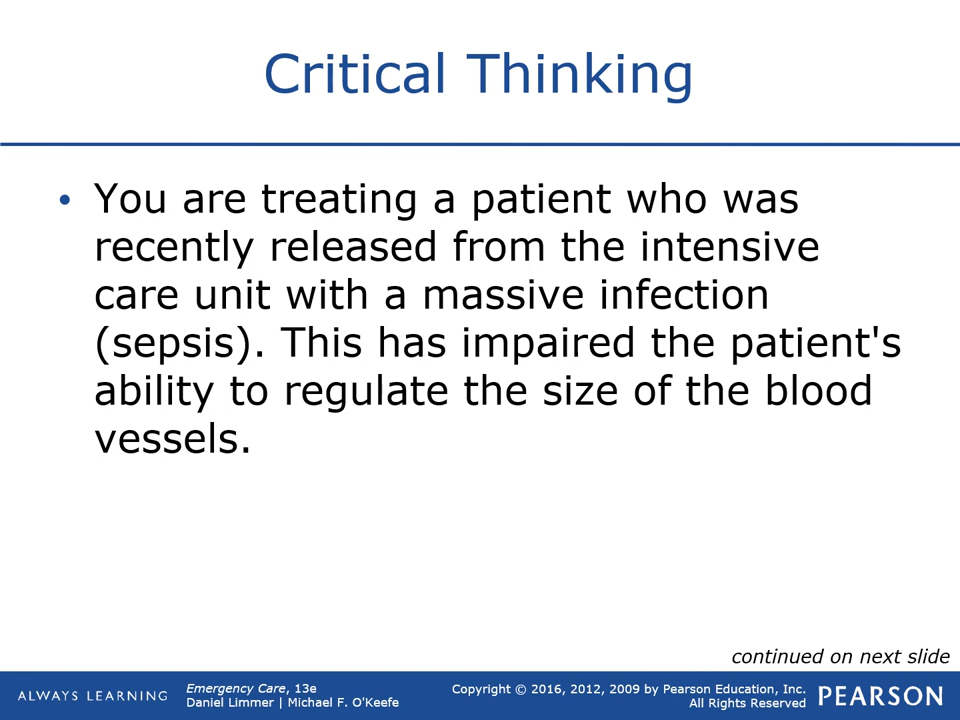 Critical Thinking
• You are treating a patient who was
recently released from the intensive
care unit with a massive infection
(sepsis). This has impaired the patient's
ability to regulate the size of the blood
vessels.
continued on next slide
ALWAYS LEARNING
Emergency Care, 13e
Daniel Limmer | Michael F. O'Keefe
Copyright © 2016, 2012, 2009 by Pearson Education, Inc.
All Rights Reserved
PEARSON